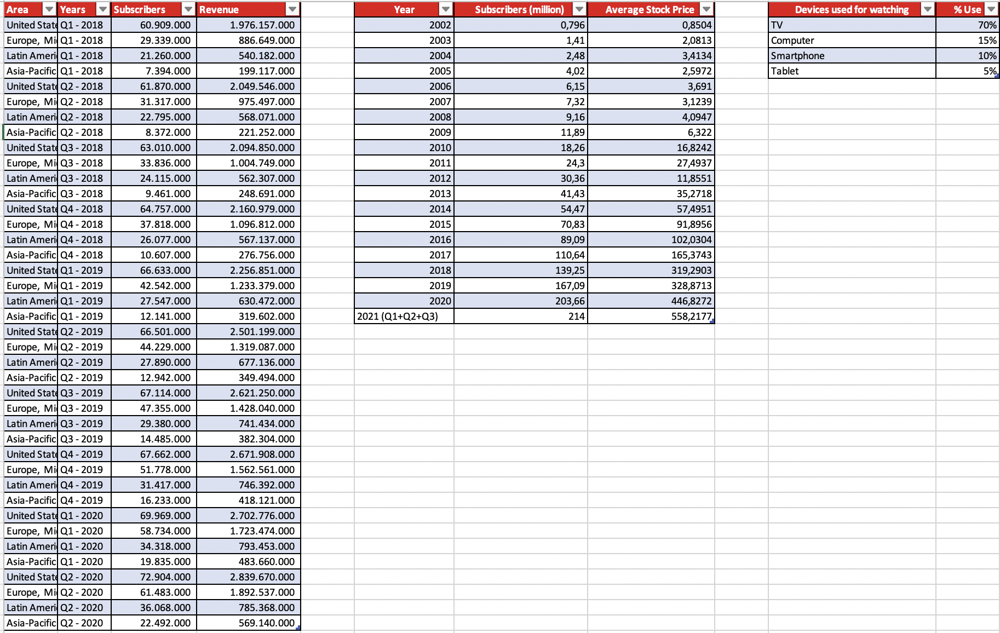 Area Years Subscribers Revenue
United State Q1 - 2018 60.909.000 1.976.157.000
Europe, Mi Q1 - 2018 29.339.000 886.649.000
Latin Ameri Q1 - 2018 21.260.000 540.182.000
Asia-Pacific Q1 - 2018 7.394.000 199.117.000
United State Q2 - 2018 61.870.000 2.049.546.000
Europe, Mi Q2 - 2018 31.317.000 975.497.000
Latin Ameri Q2 - 2018 22.795.000 568.071.000
Asia-Pacific Q2 - 2018 8.372.000 221.252.000
United State Q3 - 2018 63.010.000 2.094.850.000
Europe, Mi Q3 - 2018 33.836.000 1.004.749.000
Latin Ameri Q3 - 2018 24.115.000 562.307.000
Asia-Pacific Q3 - 2018 9.461.000 248.691.000
United State Q4 - 2018 64.757.000 2.160.979.000
Europe, Mi Q4 - 2018 37.818.000 1.096.812.000
Latin Ameri Q4 - 2018 26.077.000 567.137.000
Asia-Pacific Q4 - 2018 10.607.000 276.756.000
United State Q1 - 2019 66.633.000 2.256.851.000
Europe, Mi Q1 - 2019 42.542.000 1.233.379.000
Latin Ameri Q1 - 2019 27.547.000 630.472.000
Asia-Pacific Q1 - 2019 12.141.000 319.602.000
United State Q2 - 2019 66.501.000 2.501.199.000
Europe, Mi Q2 - 2019 44.229.000 1.319.087.000
Latin Ameri Q2 - 2019 27.890.000 677.136.000
Asia-Pacific Q2 - 2019 12.942.000 349.494.000
United State Q3 - 2019 67.114.000 2.621.250.000
Europe, Mi Q3 - 2019 47.355.000 1.428.040.000
Latin Ameri Q3 - 2019 29.380.000 741.434.000
Asia-Pacific Q3 - 2019 14.485.000 382.304.000
United State Q4 - 2019 67.662.000 2.671.908.000
Europe, Mi Q4 - 2019 51.778.000 1.562.561.000
Latin Ameri Q4 - 2019 31.417.000 746.392.000
Asia-Pacific Q4 - 2019 16.233.000 418.121.000
United State Q1 - 2020 69.969.000 2.702.776.000
Europe, Mi Q1 - 2020 58.734.000 1.723.474.000
Latin Ameri Q1 - 2020 34.318.000 793.453.000
Asia-Pacific Q1 - 2020 19.835.000 483.660.000
United State Q2 - 2020 72.904.000 2.839.670.000
Europe, Mi Q2 - 2020 61.483.000 1.892.537.000
Latin Ameri Q2 - 2020 36.068.000 785.368.000
Asia-Pacific Q2 - 2020 22.492.000 569.140.000
Year Subscribers (million) Average Stock Price
2002 0,796 0,8504
2003 1,41 2,0813
2004 2,48 3,4134
2005 4,02 2,5972
2006 6,15 3,691
2007 7,32 3,1239
2008 9,16 4,0947
2009 11,89 6,322
2010 18,26 16,8242
2011 24,3 27,4937
2012 30,36 11,8551
2013 41,43 35,2718
2014 54,47 57,4951
2015 70,83 91,8956
2016 89,09 102,0304
2017 110,64 165,3743
2018 139,25 319,2903
2019 167,09 328,8713
2020 203,66 446,8272
2021 (Q1+Q2+Q3) 214 558,2177
Devices used for watching % Use
TV 70%
Computer 15%
Smartphone 10%
Tablet 5%